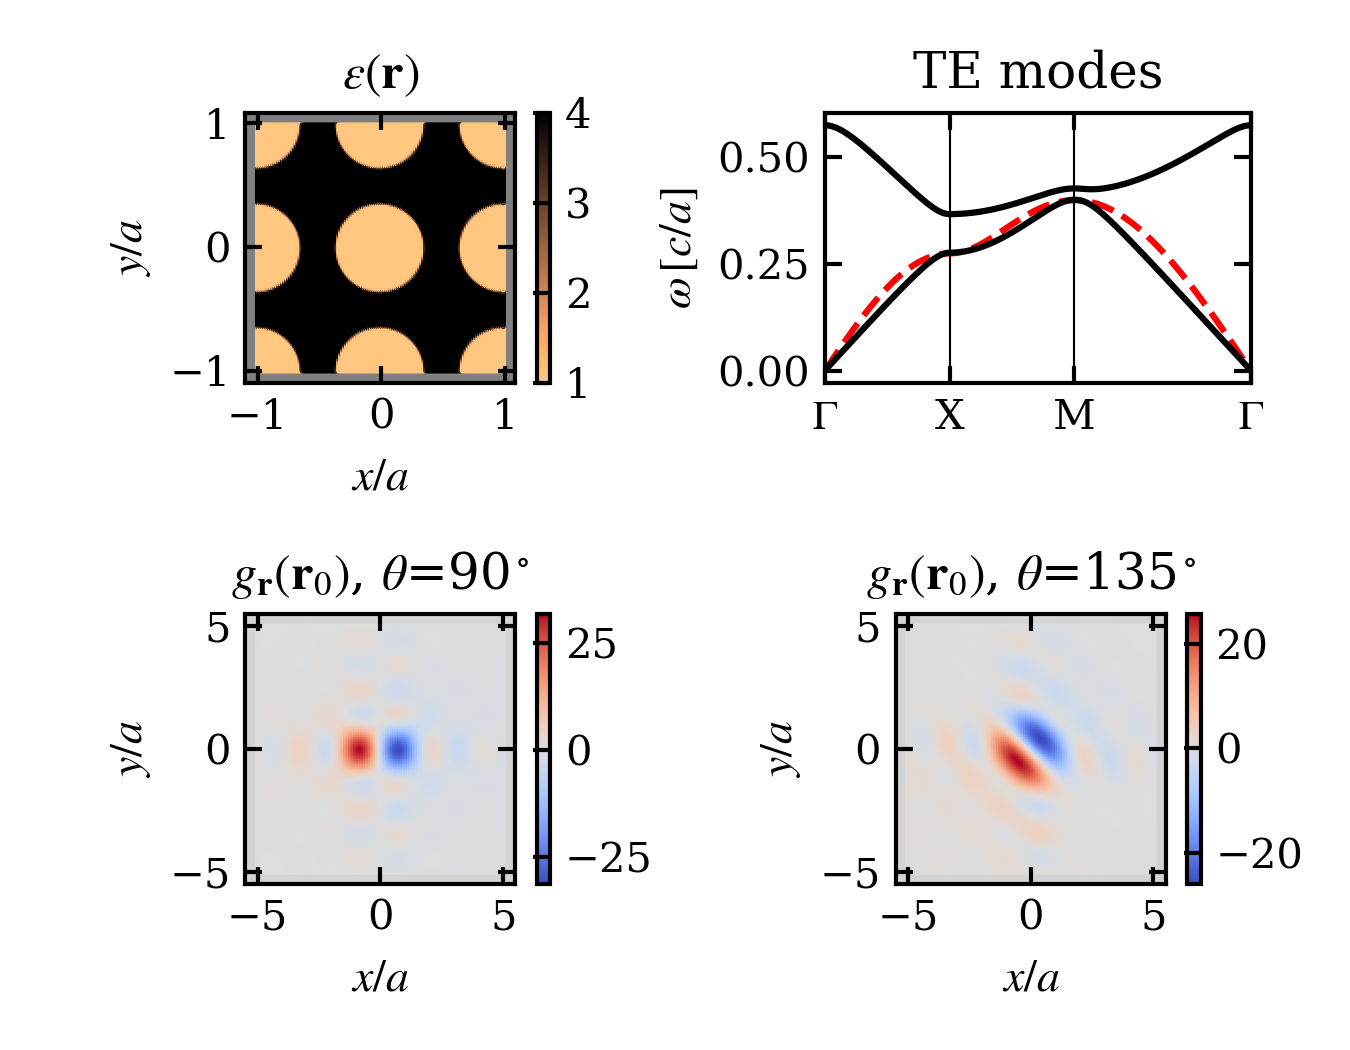 ε(r)
1
0
−1
y/a
4
3
2
1
−1 0 1
x/a
TE modes
ω [c/a]
0.50
0.25
0.00
Γ X M Γ
g_r(r_0), θ=90°
5
0
−5
y/a
25
0
−25
−5 0 5
x/a
g_r(r_0), θ=135°
5
0
−5
y/a
20
0
−20
−5 0 5
x/a